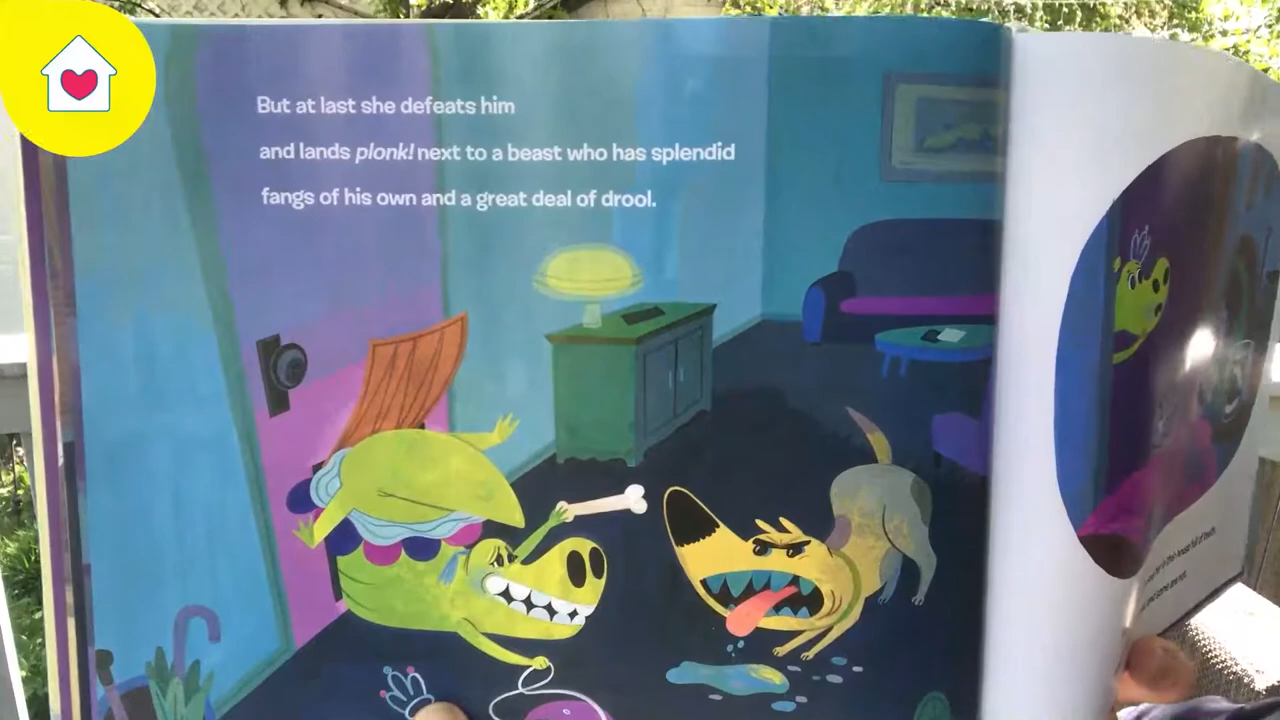 But at last she defeats him
and lands plonk! next to a beast who has splendid
fangs of his own and a great deal of drool.